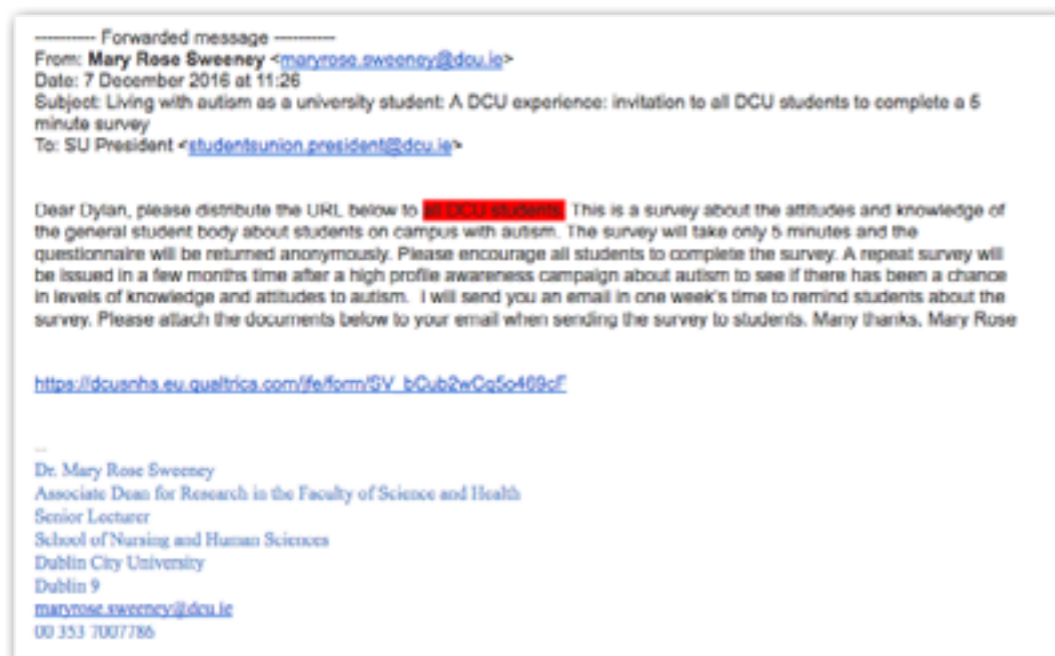 ---------- Forwarded message ----------
From: Mary Rose Sweeney <maryrose.sweeney@dcu.ie>
Date: 7 December 2016 at 11:26
Subject: Living with autism as a university student: A DCU experience: invitation to all DCU students to complete a 5
minute survey
To: SU President <studentsunion.president@dcu.ie>
Dear Dylan, please distribute the URL below to all DCU students. This is a survey about the attitudes and knowledge of
the general student body about students on campus with autism. The survey will take only 5 minutes and the
questionnaire will be returned anonymously. Please encourage all students to complete the survey. A repeat survey will
be issued in a few months time after a high profile awareness campaign about autism to see if there has been a chance
in levels of knowledge and attitudes to autism. I will send you an email in one week's time to remind students about the
survey. Please attach the documents below to your email when sending the survey to students. Many thanks, Mary Rose
https://dcusnhs.eu.qualtrics.com/jfe/form/SV_bCub2wCq5o469cF
--
Dr. Mary Rose Sweeney
Associate Dean for Research in the Faculty of Science and Health
Senior Lecturer
School of Nursing and Human Sciences
Dublin City University
Dublin 9
maryrose.sweeney@dcu.ie
00 353 7007786